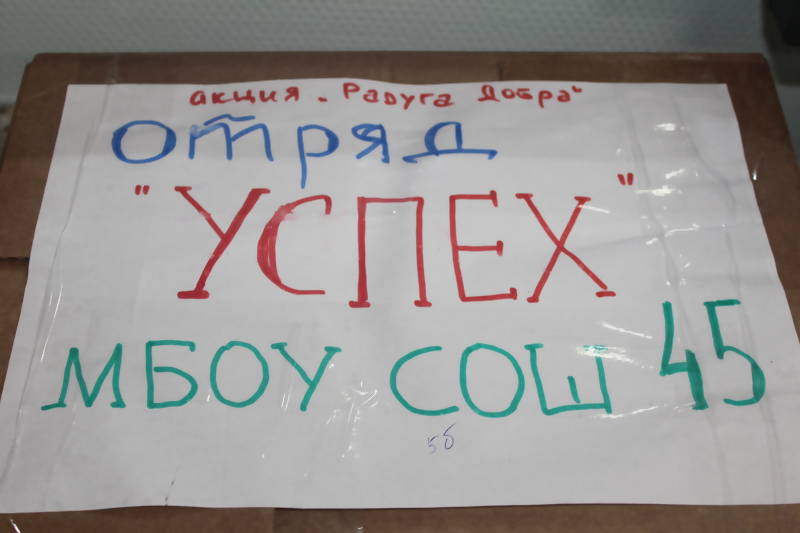 акция "Радуга Добра"
отряд
"УСПЕХ"
МБОУ СОШ 45
5б